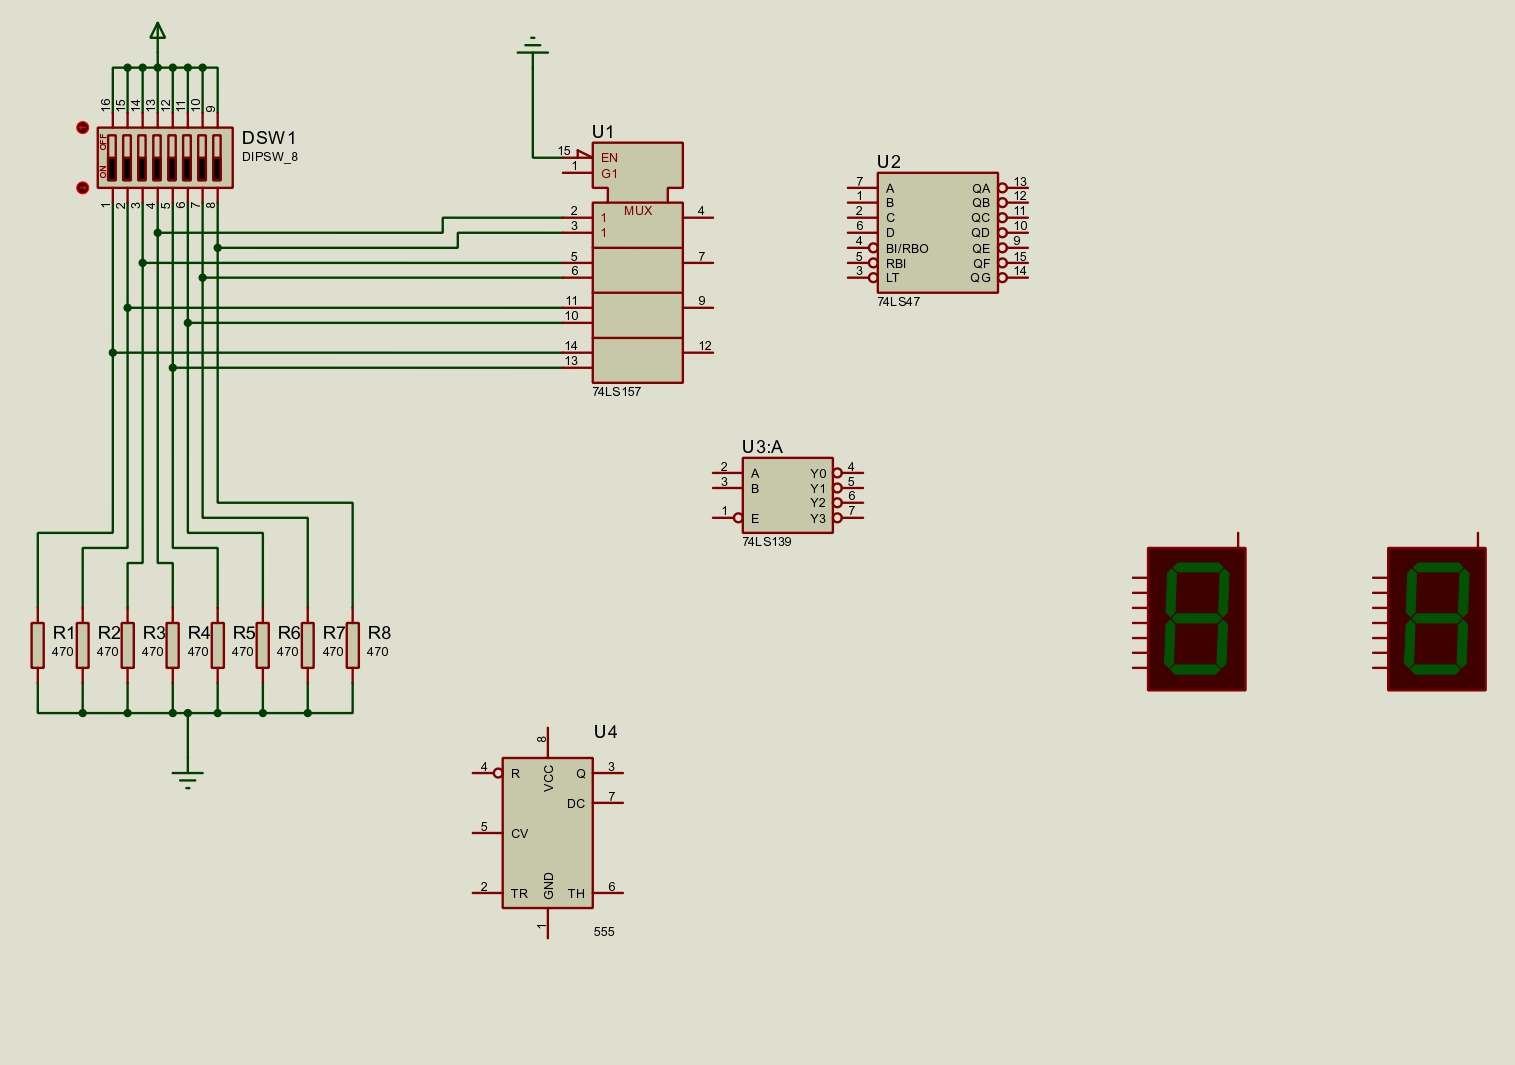 16 15 14 13 12 11 10 9
OFF
ON
DSW1
DIPSW_8
1 2 3 4 5 6 7 8
U1
15 EN
1 G1
MUX
2 1 4
3 1
5 7
6
11 9
10
14 12
13
74LS157
U2
7 A QA 13
1 B QB 12
2 C QC 11
6 D QD 10
4 BI/RBO QE 9
5 RBI QF 15
3 LT QG 14
74LS47
U3:A
2 A Y0 4
3 B Y1 5
Y2 6
1 E Y3 7
74LS139
R1 R2 R3 R4 R5 R6 R7 R8
470 470 470 470 470 470 470 470
U4
8
VCC
4 R Q 3
DC 7
5 CV
2 TR TH 6
GND
1
555